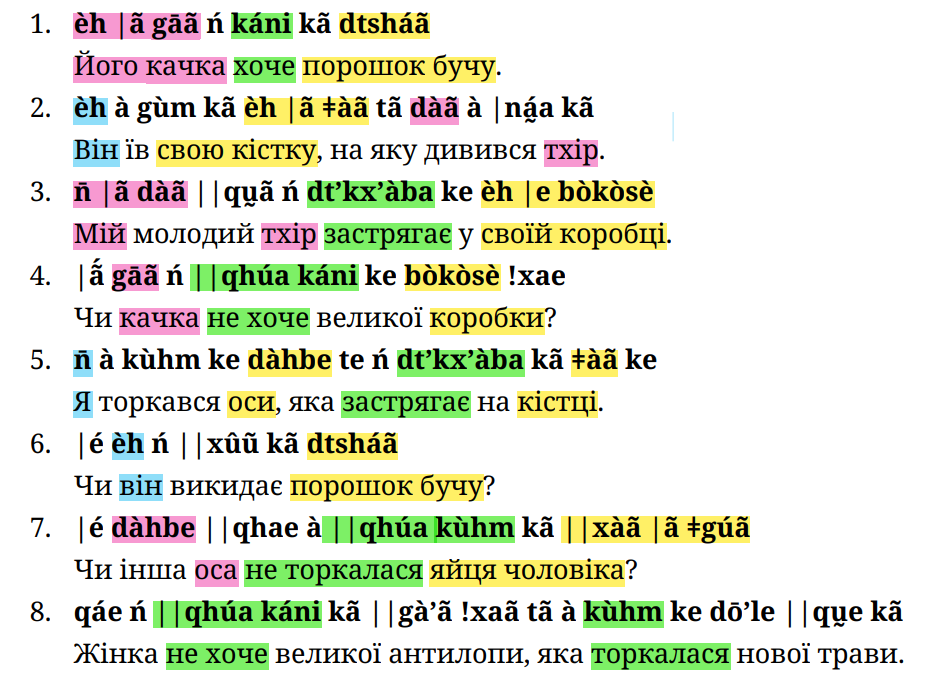 1. èh |ã gāã ń káni kã dtsháã
Його качка хоче порошок бучу.
2. èh à gùm kã èh |ã ǂàã tã dàã à |ná̰a kã
Він їв свою кістку, на яку дивився тхір.
3. n̄ |ã dàã ||qṵã ń dt’kx’àba ke èh |e bòkòsè
Мій молодий тхір застрягає у своїй коробці.
4. |ã́ gāã ń ||qhúa káni ke bòkòsè !xae
Чи качка не хоче великої коробки?
5. n̄ à kùhm ke dàhbe te ń dt’kx’àba kã ǂàã ke
Я торкався оси, яка застрягає на кістці.
6. |é èh ń ||xûũ kã dtsháã
Чи він викидає порошок бучу?
7. |é dàhbe ||qhae à ||qhúa kùhm kã ||xàã |ã ǂgúã
Чи інша оса не торкалася яйця чоловіка?
8. qáe ń ||qhúa káni kã ||gà’ã !xaã tã à kùhm ke dō’le ||qṵe kã
Жінка не хоче великої антилопи, яка торкалася нової трави.